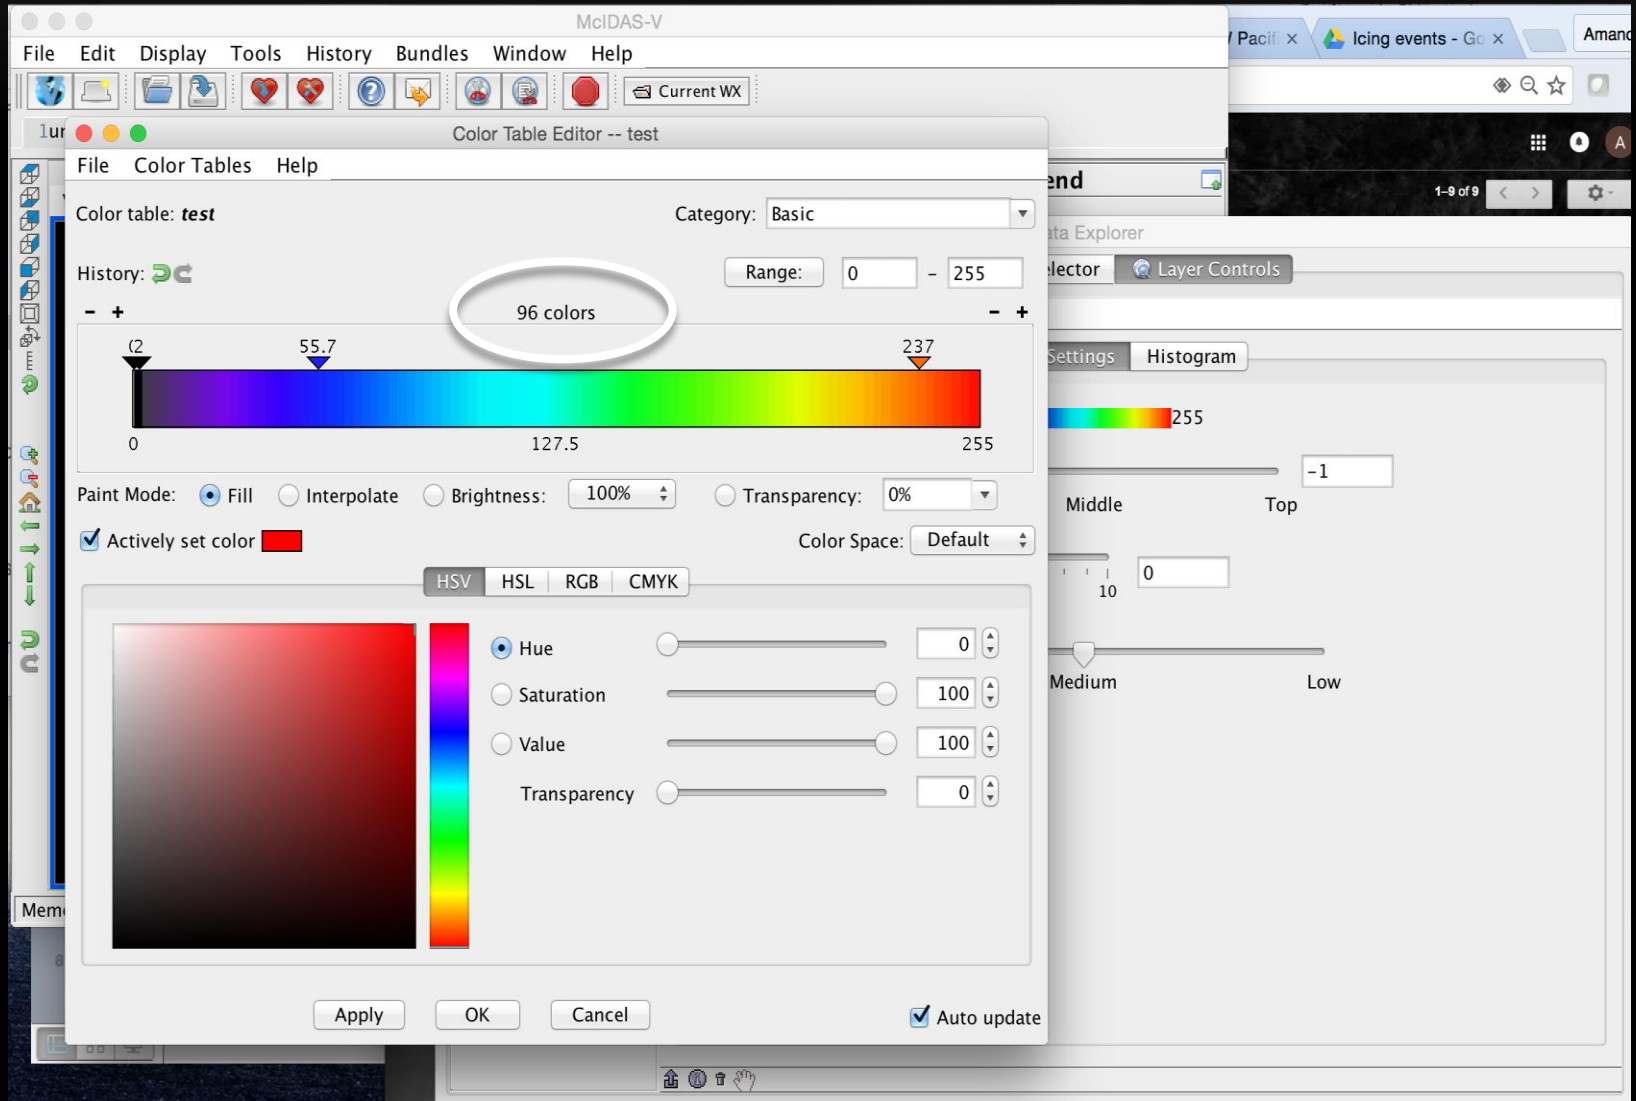 McIDAS-V
File Edit Display Tools History Bundles Window Help
Current WX
Pacifi
Icing events - Go
Amand
1-9 of 9
A
Color Table Editor -- test
File Color Tables Help
Color table: test
Category: Basic
History:
Range: 0 - 255
- +
96 colors
- +
55.7
237
0
127.5
255
Paint Mode: Fill Interpolate Brightness: 100% Transparency: 0%
Actively set color
Color Space: Default
HSV HSL RGB CMYK
Hue 0
Saturation 100
Value 100
Transparency 0
Apply OK Cancel
Auto update
end
ata Explorer
elector Layer Controls
Settings Histogram
255
-1
Middle Top
0
10
Medium Low
Mem
8